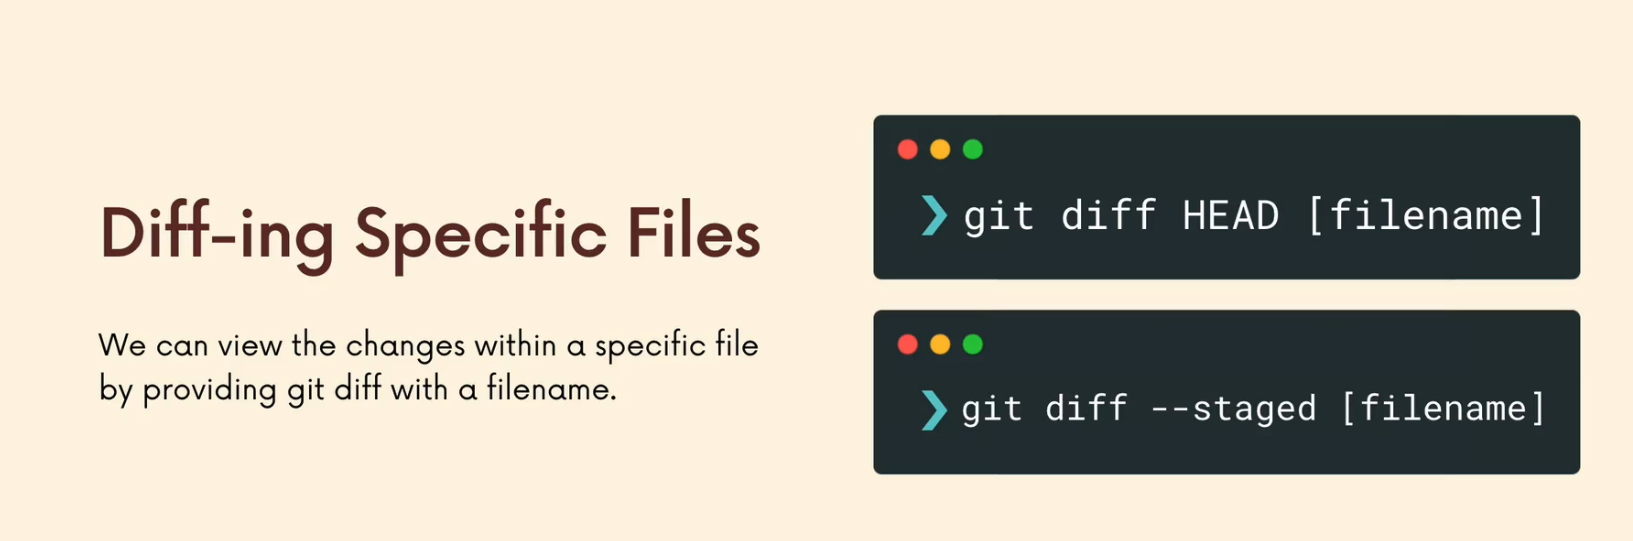 Diff-ing Specific Files
We can view the changes within a specific file
by providing git diff with a filename.
❯ git diff HEAD [filename]
❯ git diff --staged [filename]